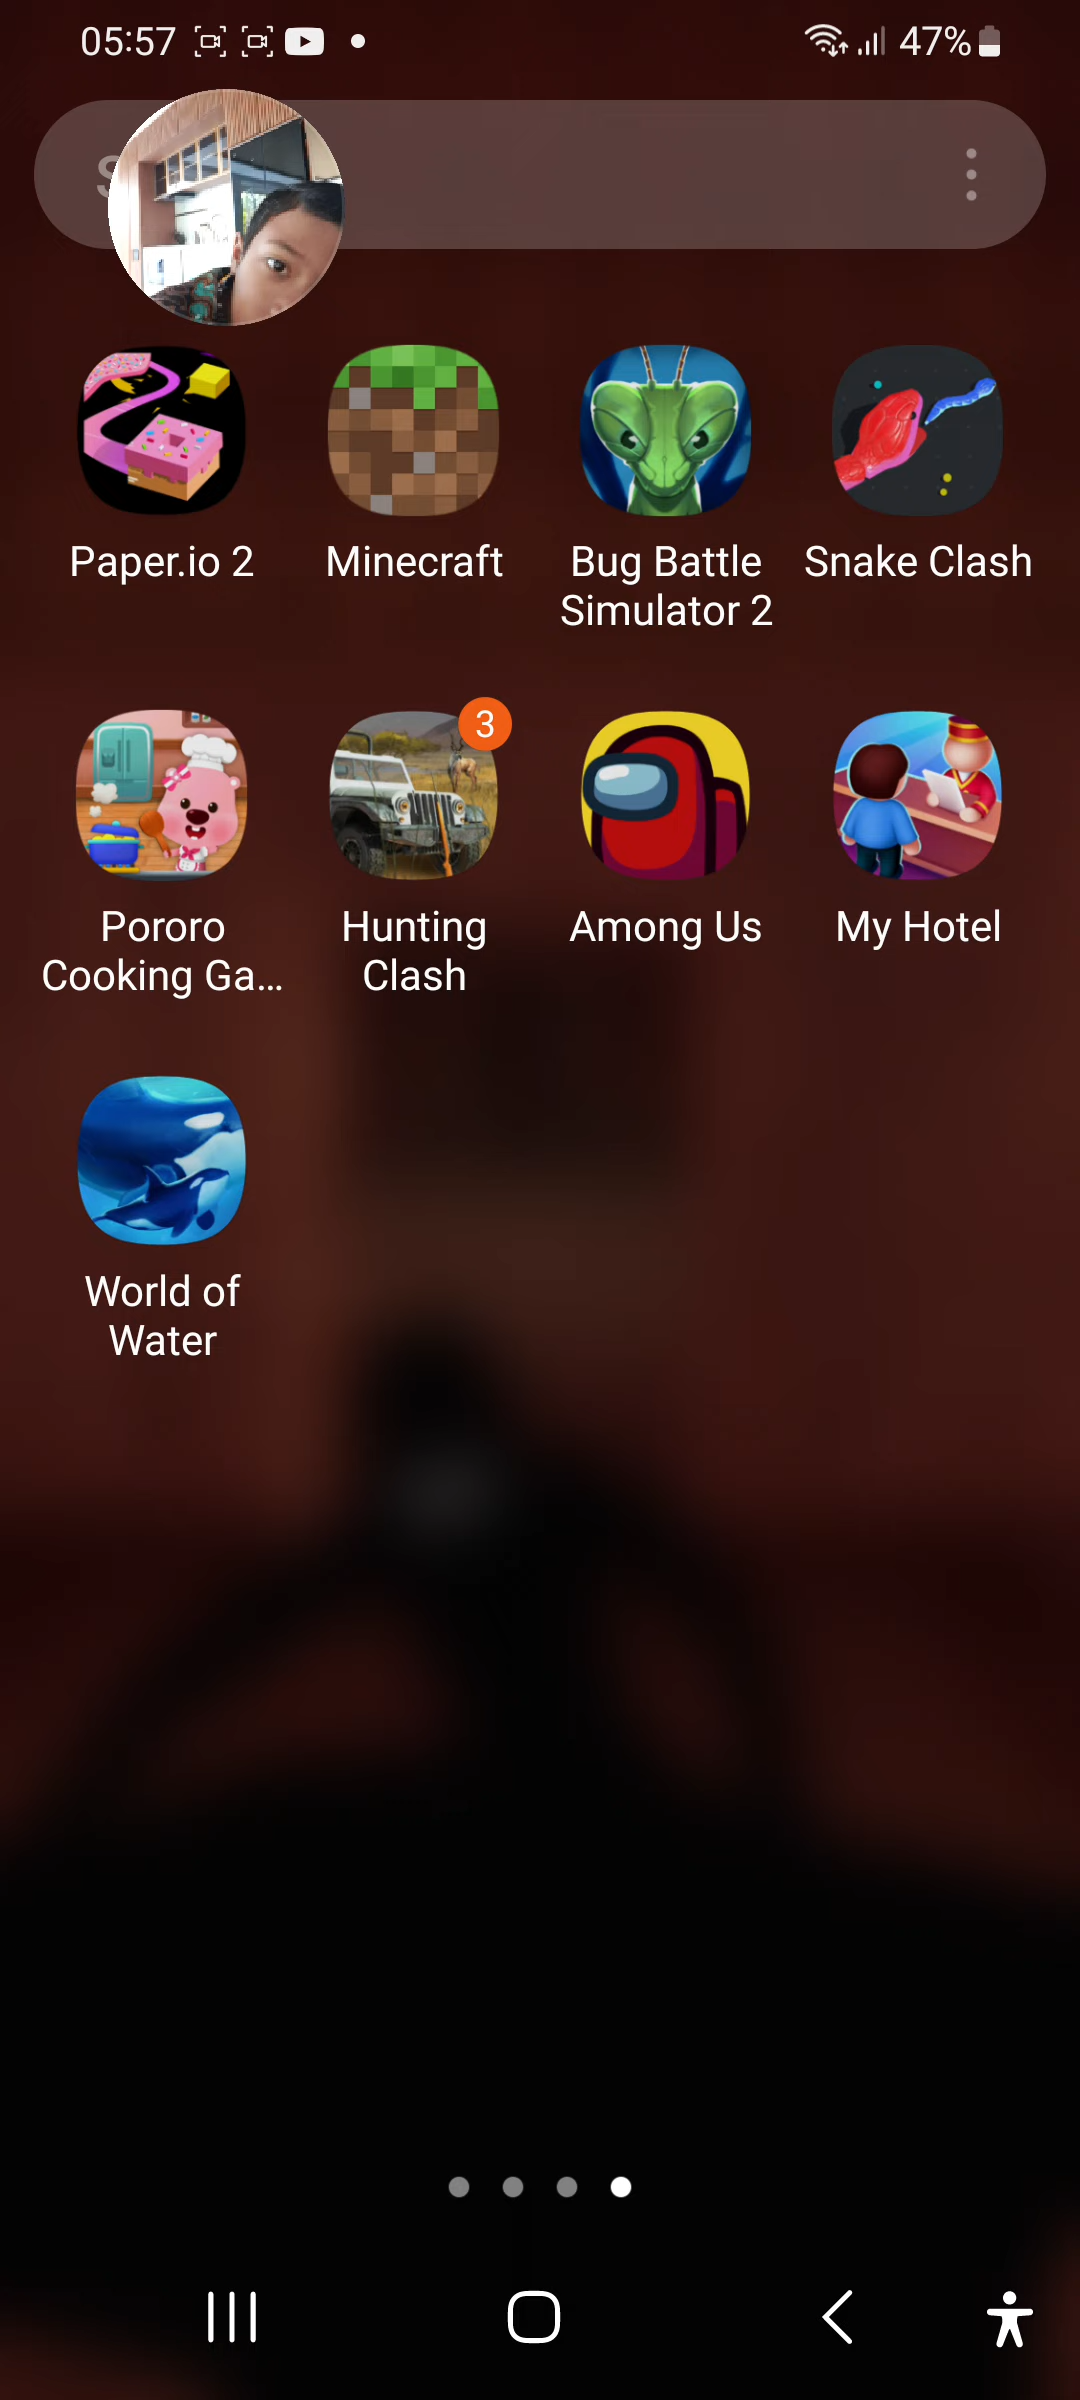 05:57
47%
Paper.io 2
Minecraft
Bug Battle
Simulator 2
Snake Clash
3
Pororo
Cooking Ga...
Hunting
Clash
Among Us
My Hotel
World of
Water